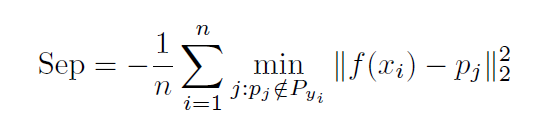 Sep = −\frac{1}{n} \sum_{i=1}^{n} \min_{j:p_j \notin P_{y_i}} \|f(x_i) − p_j\|_2^2